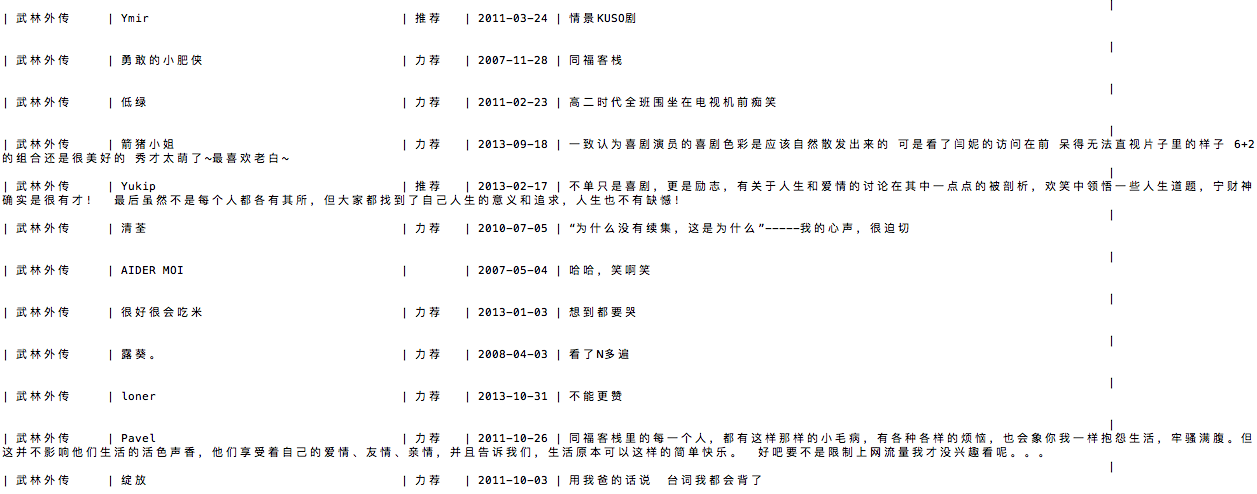 |
| 武林外传 | Ymir | 推荐 | 2011-03-24 | 情景KUSO剧
|
| 武林外传 | 勇敢的小肥侠 | 力荐 | 2007-11-28 | 同福客栈
|
| 武林外传 | 低绿 | 力荐 | 2011-02-23 | 高二时代全班围坐在电视机前痴笑
|
| 武林外传 | 箭猪小姐 | 力荐 | 2013-09-18 | 一致认为喜剧演员的喜剧色彩是应该自然散发出来的 可是看了闫妮的访问在前 呆得无法直视片子里的样子 6+2
的组合还是很美好的 秀才太萌了~最喜欢老白~
|
| 武林外传 | Yukip | 推荐 | 2013-02-17 | 不单只是喜剧，更是励志，有关于人生和爱情的讨论在其中一点点的被剖析，欢笑中领悟一些人生道题，宁财神
确实是很有才！ 最后虽然不是每个人都各有其所，但大家都找到了自己人生的意义和追求，人生也不有缺憾！
|
| 武林外传 | 清荃 | 力荐 | 2010-07-05 | “为什么没有续集，这是为什么”-----我的心声，很迫切
|
| 武林外传 | AIDER MOI | | 2007-05-04 | 哈哈，笑啊笑
|
| 武林外传 | 很好很会吃米 | 力荐 | 2013-01-03 | 想到都要哭
|
| 武林外传 | 露葵。 | 力荐 | 2008-04-03 | 看了N多遍
|
| 武林外传 | loner | 力荐 | 2013-10-31 | 不能更赞
|
| 武林外传 | Pavel | 力荐 | 2011-10-26 | 同福客栈里的每一个人，都有这样那样的小毛病，有各种各样的烦恼，也会象你我一样抱怨生活，牢骚满腹。但
这并不影响他们生活的活色声香，他们享受着自己的爱情、友情、亲情，并且告诉我们，生活原本可以这样的简单快乐。 好吧要不是限制上网流量我才没兴趣看呢。。。
|
| 武林外传 | 绽放 | 力荐 | 2011-10-03 | 用我爸的话说 台词我都会背了